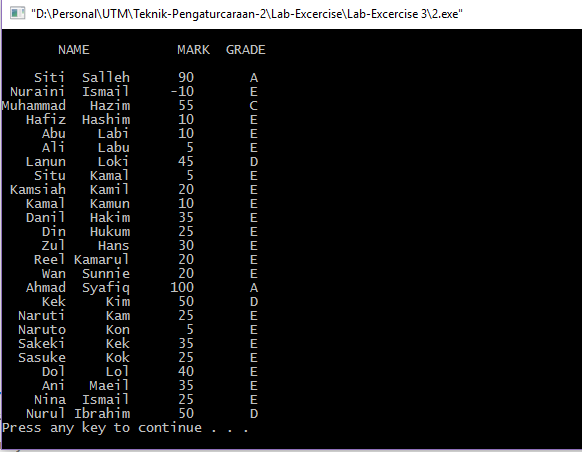 "D:\Personal\UTM\Teknik-Pengaturcaraan-2\Lab-Excercise\Lab-Excercise 3\2.exe"
NAME MARK GRADE
Siti Salleh 90 A
Nuraini Ismail -10 E
Muhammad Hazim 55 C
Hafiz Hashim 10 E
Abu Labi 10 E
Ali Labu 5 E
Lanun Loki 45 D
Situ Kamal 5 E
Kamsiah Kamil 20 E
Kamal Kamun 10 E
Danil Hakim 35 E
Din Hukum 25 E
Zul Hans 30 E
Reel Kamarul 20 E
Wan Sunnie 20 E
Ahmad Syafiq 100 A
Kek Kim 50 D
Naruti Kam 25 E
Naruto Kon 5 E
Sakeki Kek 35 E
Sasuke Kok 25 E
Dol Lol 40 E
Ani Maeil 35 E
Nina Ismail 25 E
Nurul Ibrahim 50 D
Press any key to continue . . .